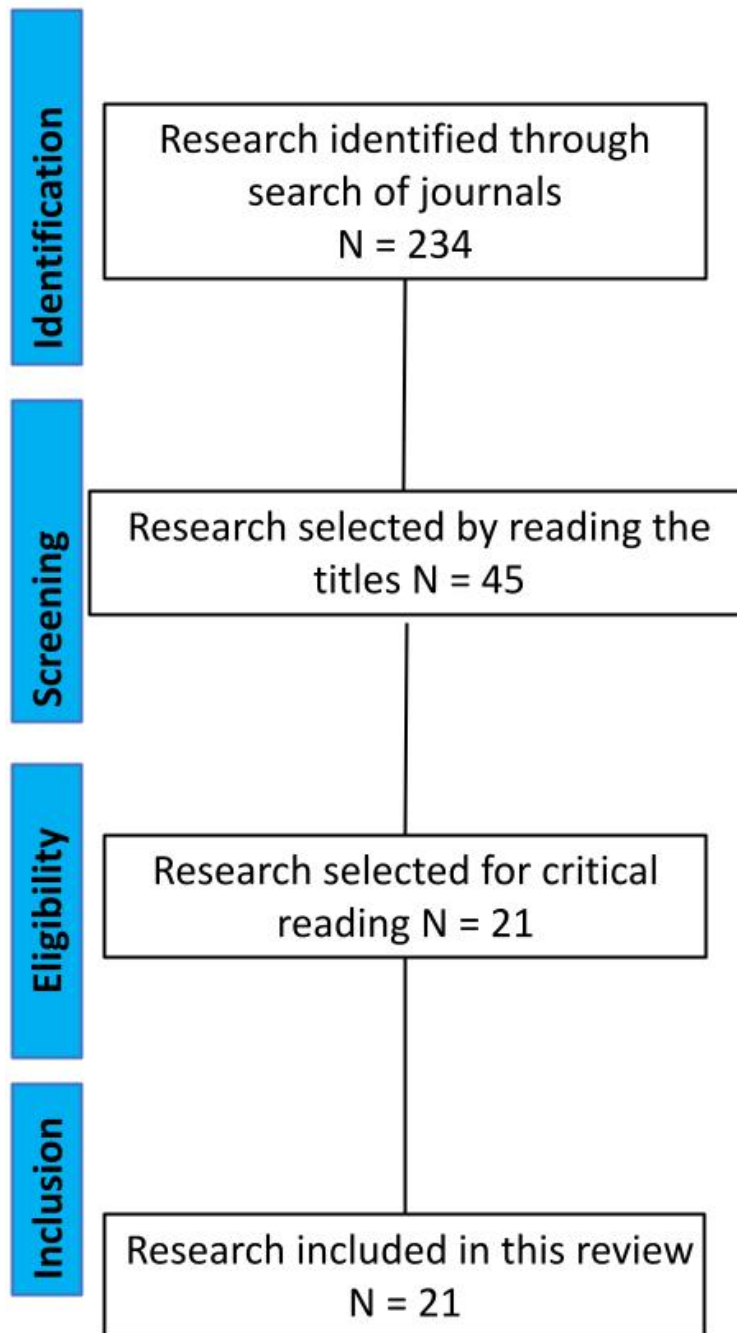 Identification
Research identified through
search of journals
N = 234
Screening
Research selected by reading the
titles N = 45
Eligibility
Research selected for critical
reading N = 21
Inclusion
Research included in this review
N = 21